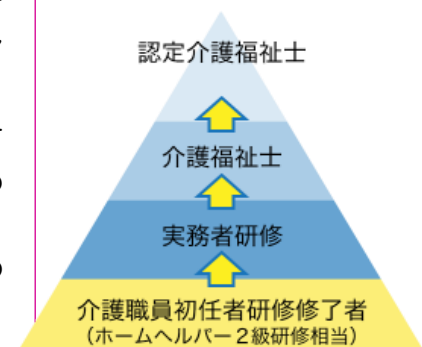 認定介護福祉士
介護福祉士
実務者研修
介護職員初任者研修修了者
（ホームヘルパー２級研修相当）